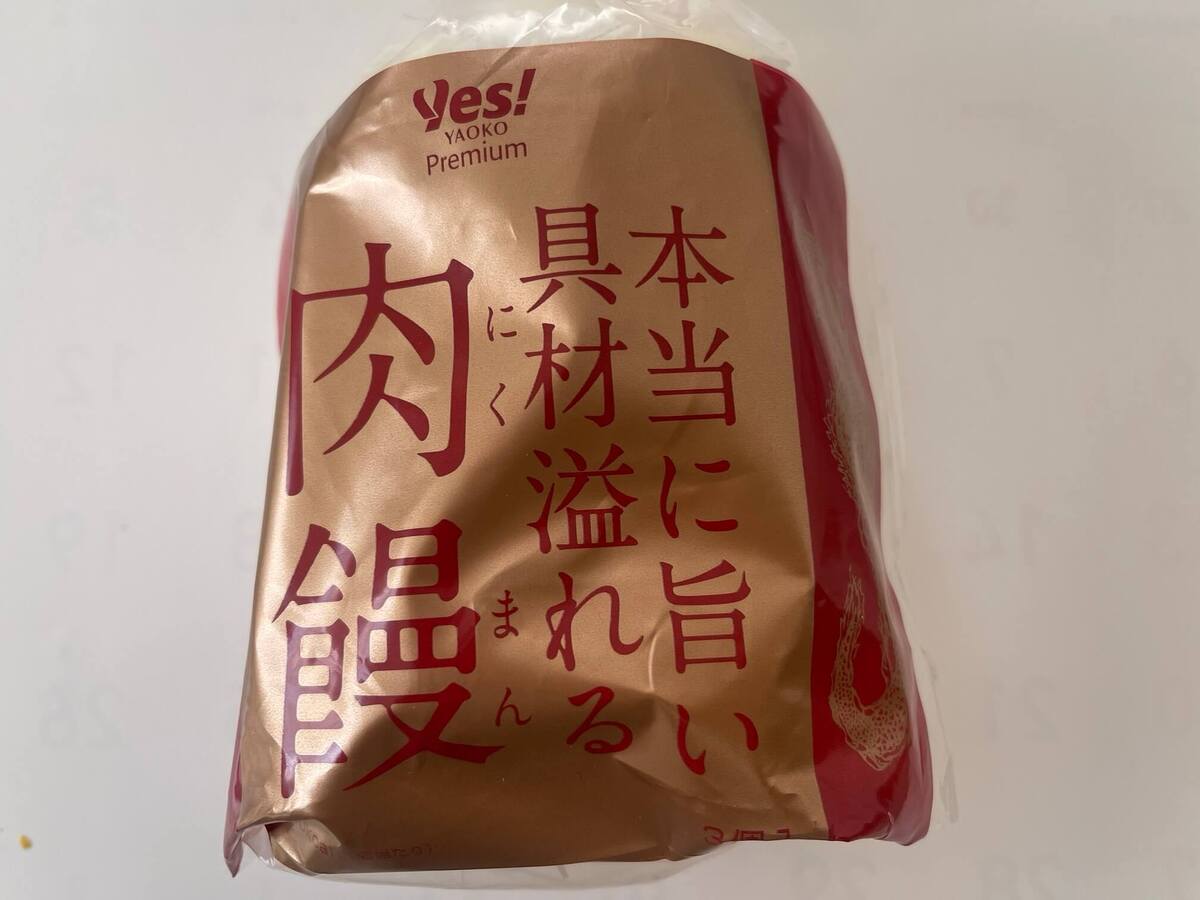 Yes!
YAOKO
Premium
本当に旨い
具材溢れる
にくまん
肉饅